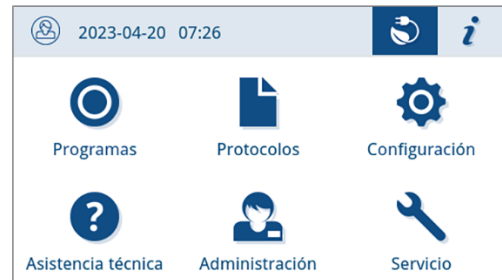 2023-04-20 07:26
Programas Protocolos Configuración
Asistencia técnica Administración Servicio